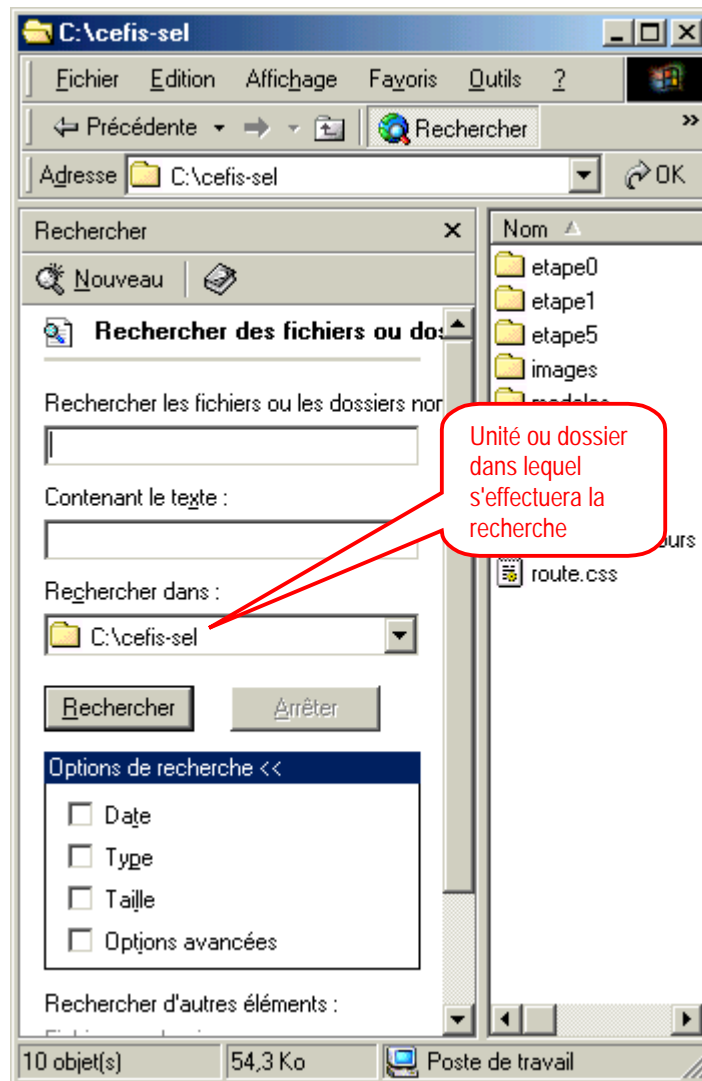 C:\cefis-sel
Fichier Edition Affichage Favoris Outils ?
Précédente Rechercher »
Adresse C:\cefis-sel OK
Rechercher
Nouveau
Rechercher des fichiers ou dos
Rechercher les fichiers ou les dossiers nor
Contenant le texte :
Rechercher dans :
C:\cefis-sel
Rechercher Arrêter
Options de recherche <<
Date
Type
Taille
Options avancées
Rechercher d'autres éléments :
Nom
etape0
etape1
etape5
images
Unité ou dossier
dans lequel
s'effectuera la
recherche
ours
route.css
10 objet(s) 54,3 Ko Poste de travail